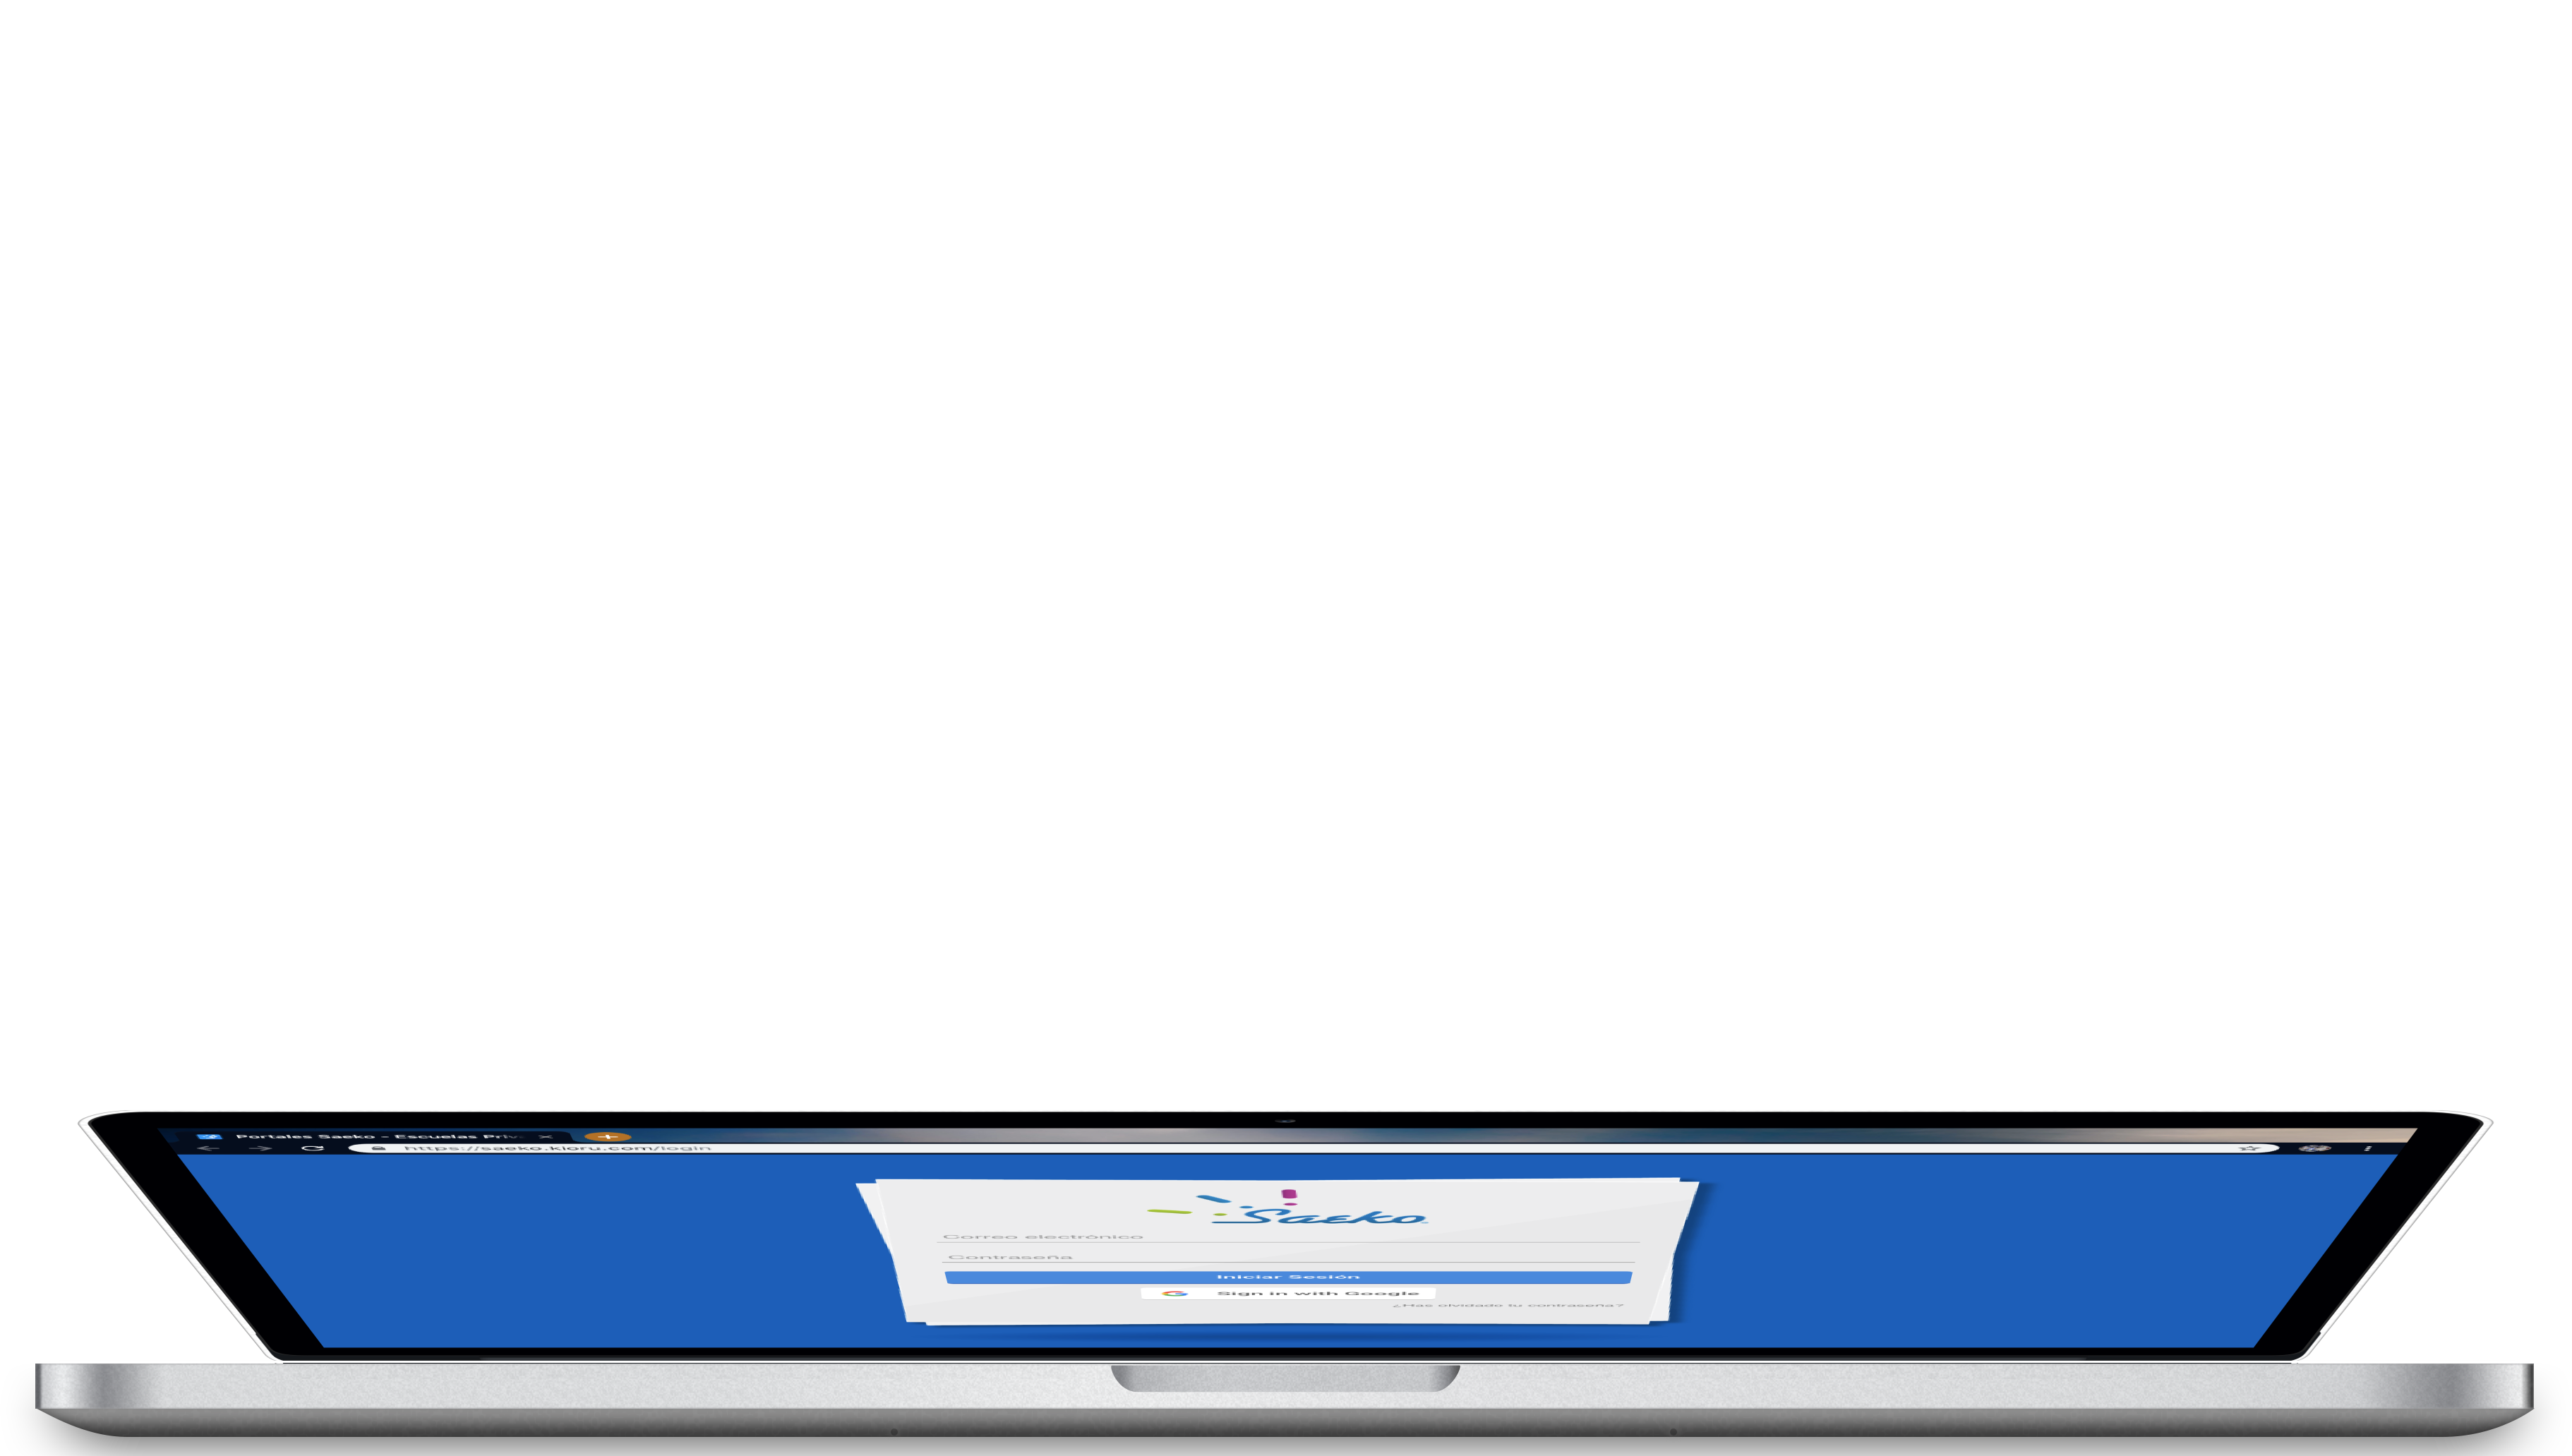 Portales Saeko - Escuelas Priv
https://saeko.kioru.com/login
Saeko
Correo electrónico
Contraseña
Iniciar Sesión
Sign in with Google
¿Has olvidado tu contraseña?